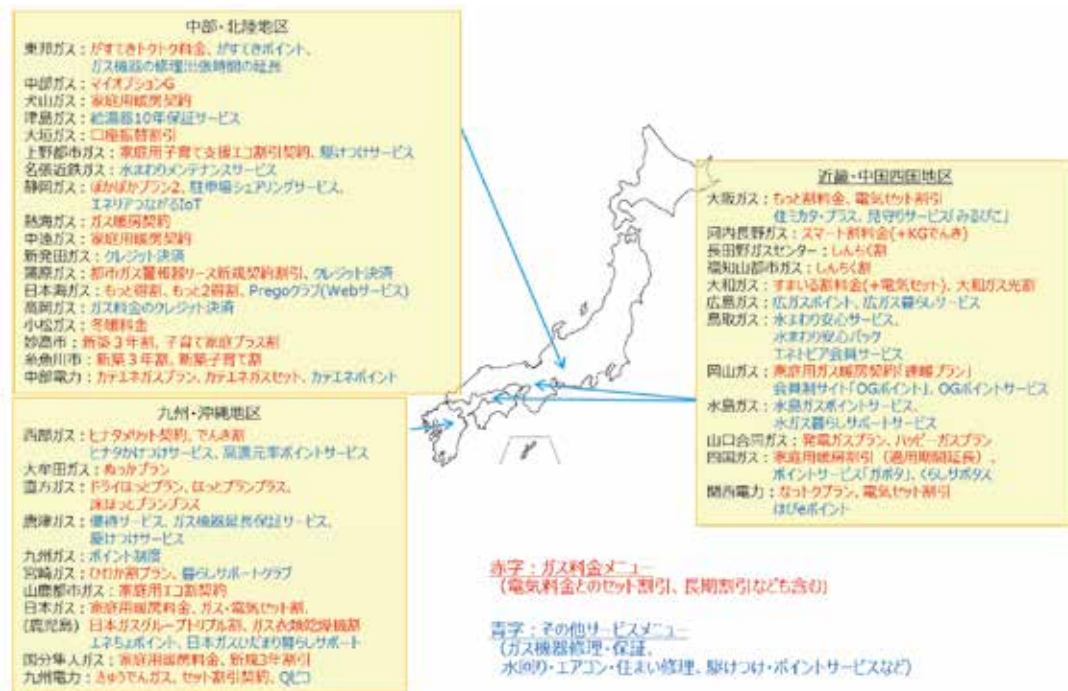 中部・北陸地区
東邦ガス：がすてきトクトク料金、がすてきポイント、
ガス機器の修理出張時間の延長
中部ガス：マイオプションG
犬山ガス：家庭用暖房契約
津島ガス：給湯器10年保証サービス
大垣ガス：口座振替割引
上野都市ガス：家庭用子育て支援エコ割引契約、駆けつけサービス
名張近鉄ガス：水まわりメンテナンスサービス
静岡ガス：ぽかぽかプラン2、駐車場シェアリングサービス、
エネリアつながるIoT
熱海ガス：ガス暖房契約
中遠ガス：家庭用暖房契約
新発田ガス：クレジット決済
蒲原ガス：都市ガス警報器リース新規契約割引、クレジット決済
日本海ガス：もっと得割、もっと2得割、Pregoクラブ(Webサービス)
高岡ガス：ガス料金のクレジット決済
小松ガス：冬暖料金
妙高市：新築３年割、子育て家庭プラス割
糸魚川市：新築３年割、新築子育て割
中部電力：カテエネガスプラン、カテエネガスセット、カテエネポイント
九州・沖縄地区
西部ガス：ヒナタメリット契約、でんき割
ヒナタかけつけサービス、高還元率ポイントサービス
大牟田ガス：ぬっかプラン
直方ガス：ドライほっとプラン、ほっとプランプラス、
床ほっとプランプラス
唐津ガス：優待サービス、ガス機器延長保証サービス、
駆けつけサービス
九州ガス：ポイント制度
宮崎ガス：ひむか割プラン、暮らしサポートクラブ
山鹿都市ガス：家庭用エコ割契約
日本ガス：家庭用暖房料金、ガス・電気セット割、
(鹿児島) 日本ガスグループトリプル割、ガス衣類乾燥機割
エネちょポイント、日本ガスひだまり暮らしサポート
国分隼人ガス：家庭用暖房料金、新規3年割引
九州電力：きゅうでんガス、セット割引契約、Qピコ
近畿・中国四国地区
大阪ガス：もっと割料金、電気セット割引
住ミカタ・プラス、見守りサービス「みるぴこ」
河内長野ガス：スマート割料金(+KGでんき)
長田野ガスセンター：しんちく割
福知山都市ガス：しんちく割
大和ガス：すまいる割料金(+電気セット)、大和ガス光割
広島ガス：広ガスポイント、広ガス暮らしサービス
鳥取ガス：水まわり安心サービス、
水まわり安心パック
エネトピア会員サービス
岡山ガス：家庭用ガス暖房契約「速暖プラン」
会員制サイト「OGポイント」、OGポイントサービス
水島ガス：水島ガスポイントサービス、
水ガス暮らしサポートサービス
山口合同ガス：発電ガスプラン、ハッピーガスプラン
四国ガス：家庭用暖房割引（適用期間延長）、
ポイントサービス「ガポタ」、くらしサポタス
関西電力：なっトクプラン、電気セット割引
はぴeポイント
赤字：ガス料金メニュー
（電気料金とのセット割引、長期割引なども含む)
青字：その他サービスメニュー
(ガス機器修理・保証、
水回り・エアコン・住まい修理、駆けつけ・ポイントサービスなど)